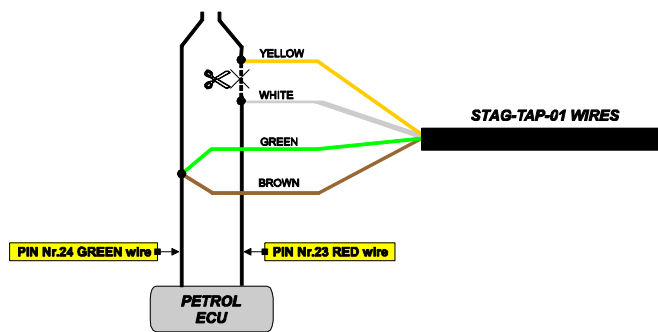 YELLOW
WHITE
STAG-TAP-01 WIRES
GREEN
BROWN
PIN Nr.24 GREEN wire
PIN Nr.23 RED wire
PETROL
ECU